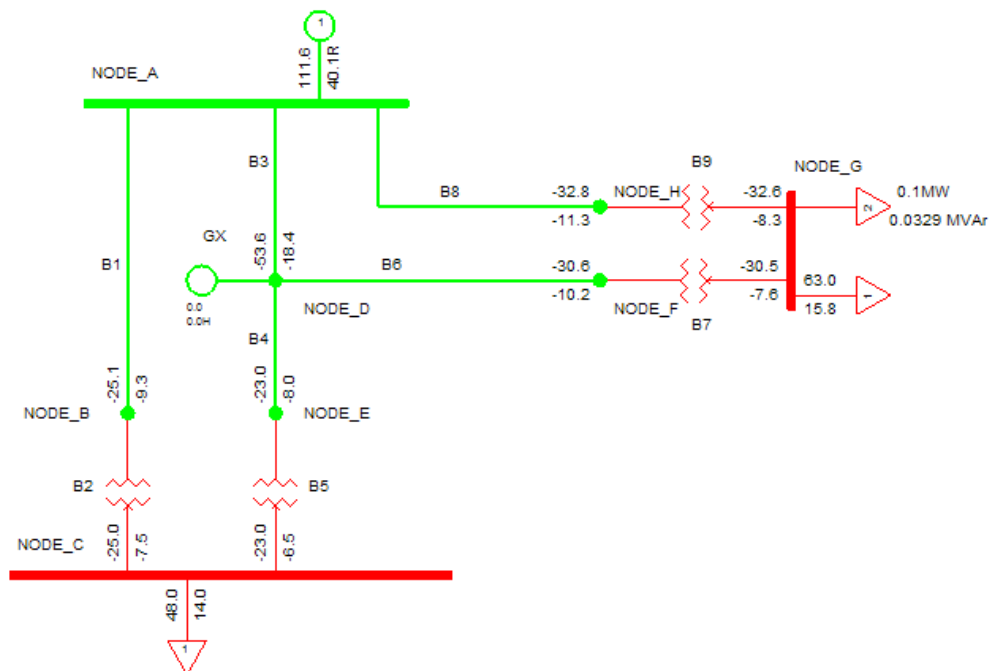 1
111.6
40.1R
NODE_A
B3
B9
NODE_G
B8
-32.8
NODE_H
-32.6
2
0.1MW
-11.3
-8.3
0.0329 MVAr
GX
-53.6
-18.4
B1
B6
-30.6
-30.5
63.0
1
-10.2
-7.6
15.8
0.0
0.0H
NODE_D
NODE_F
B7
B4
-25.1
-9.3
-23.0
-8.0
NODE_B
NODE_E
B2
B5
-25.0
-7.5
-23.0
-6.5
NODE_C
48.0
14.0
1